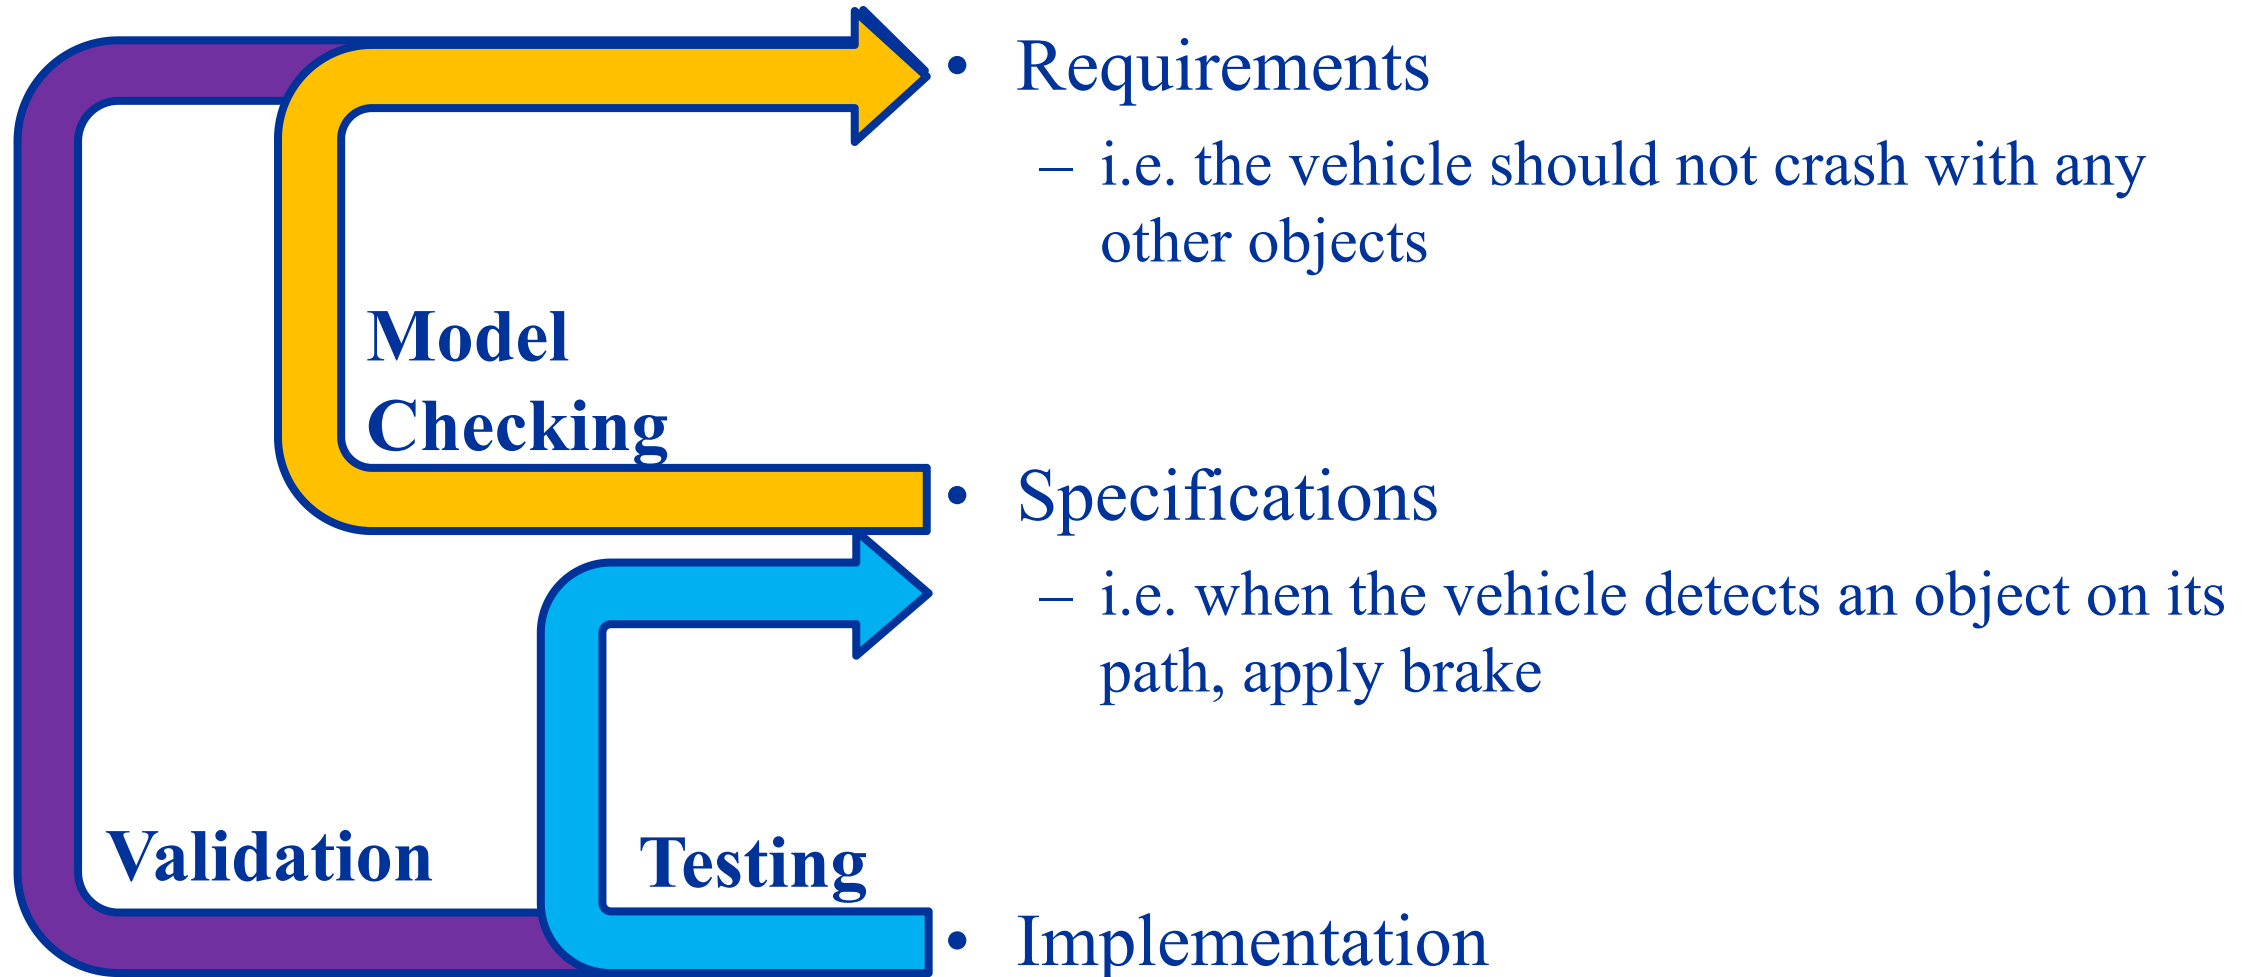 • Requirements
– i.e. the vehicle should not crash with any
other objects
Model
Checking
• Specifications
– i.e. when the vehicle detects an object on its
path, apply brake
Validation
Testing
• Implementation